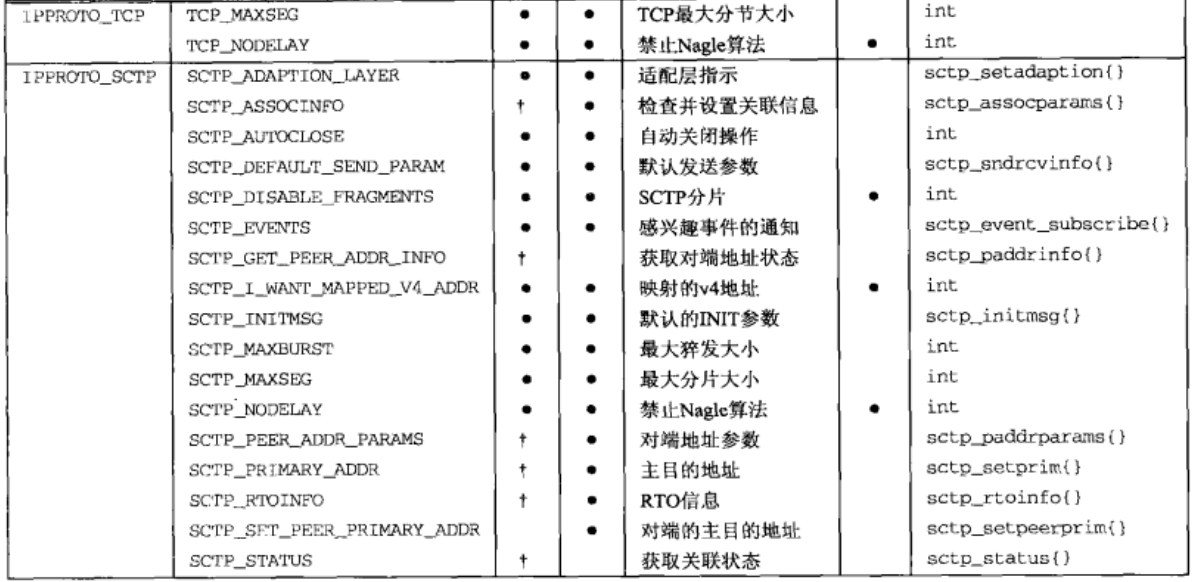 IPPROTO_TCP TCP_MAXSEG • • TCP最大分节大小 int
TCP_NODELAY • • 禁止Nagle算法 • int
IPPROTO_SCTP SCTP_ADAPTION_LAYER • • 适配层指示 sctp_setadaption{}
SCTP_ASSOCINFO † • 检查并设置关联信息 sctp_assocparams{}
SCTP_AUTOCLOSE • • 自动关闭操作 int
SCTP_DEFAULT_SEND_PARAM • • 默认发送参数 sctp_sndrcvinfo{}
SCTP_DISABLE_FRAGMENTS • • SCTP分片 • int
SCTP_EVENTS • • 感兴趣事件的通知 sctp_event_subscribe{}
SCTP_GET_PEER_ADDR_INFO † 获取对端地址状态 sctp_paddrinfo{}
SCTP_I_WANT_MAPPED_V4_ADDR • • 映射的v4地址 • int
SCTP_INITMSG • • 默认的INIT参数 sctp_initmsg{}
SCTP_MAXBURST • • 最大猝发大小 int
SCTP_MAXSEG • • 最大分片大小 int
SCTP_NODELAY • • 禁止Nagle算法 • int
SCTP_PEER_ADDR_PARAMS † • 对端地址参数 sctp_paddrparams{}
SCTP_PRIMARY_ADDR † • 主目的地址 sctp_setprim{}
SCTP_RTOINFO † • RTO信息 sctp_rtoinfo{}
SCTP_SET_PEER_PRIMARY_ADDR • 对端的主目的地址 sctp_setpeerprim{}
SCTP_STATUS † 获取关联状态 sctp_status{}